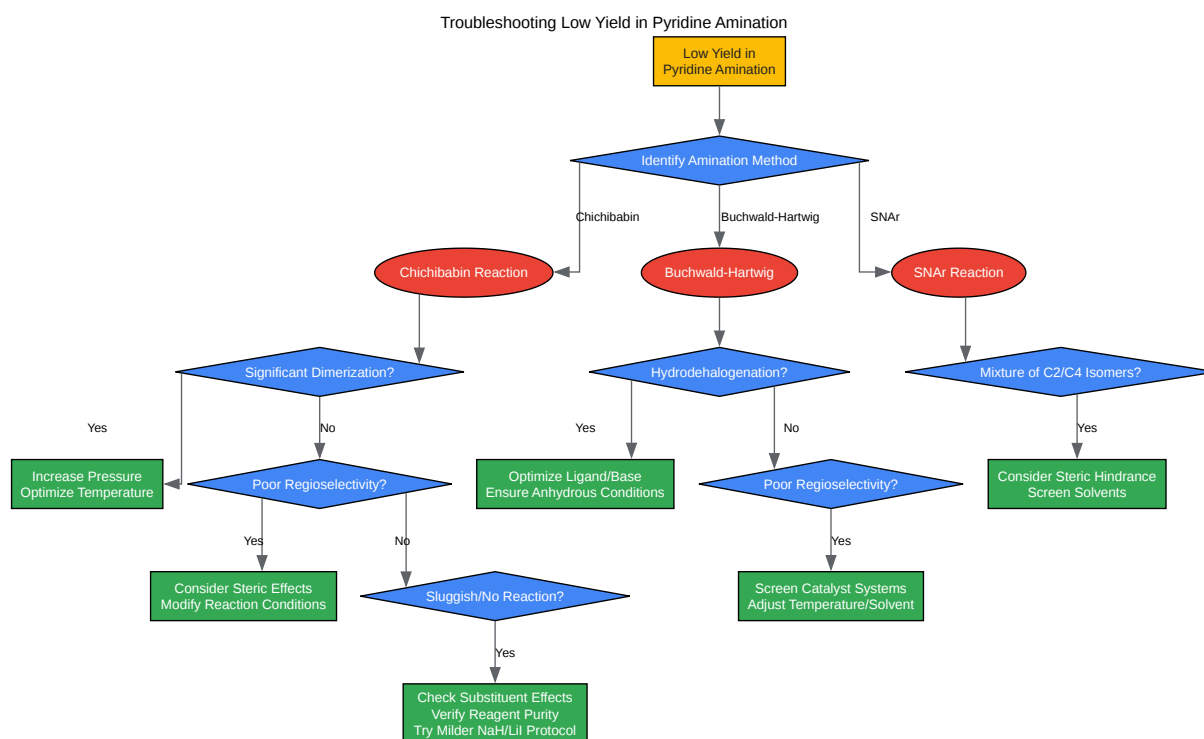 Troubleshooting Low Yield in Pyridine Amination
Low Yield in
Pyridine Amination
Identify Amination Method
Chichibabin
Buchwald-Hartwig
SNAr
Chichibabin Reaction
Buchwald-Hartwig
SNAr Reaction
Significant Dimerization?
Hydrodehalogenation?
Mixture of C2/C4 Isomers?
Yes
No
Yes
No
Yes
Increase Pressure
Optimize Temperature
Poor Regioselectivity?
Optimize Ligand/Base
Ensure Anhydrous Conditions
Poor Regioselectivity?
Consider Steric Hindrance
Screen Solvents
Yes
No
Yes
Consider Steric Effects
Modify Reaction Conditions
Sluggish/No Reaction?
Screen Catalyst Systems
Adjust Temperature/Solvent
Yes
Check Substituent Effects
Verify Reagent Purity
Try Milder NaH/LiI Protocol